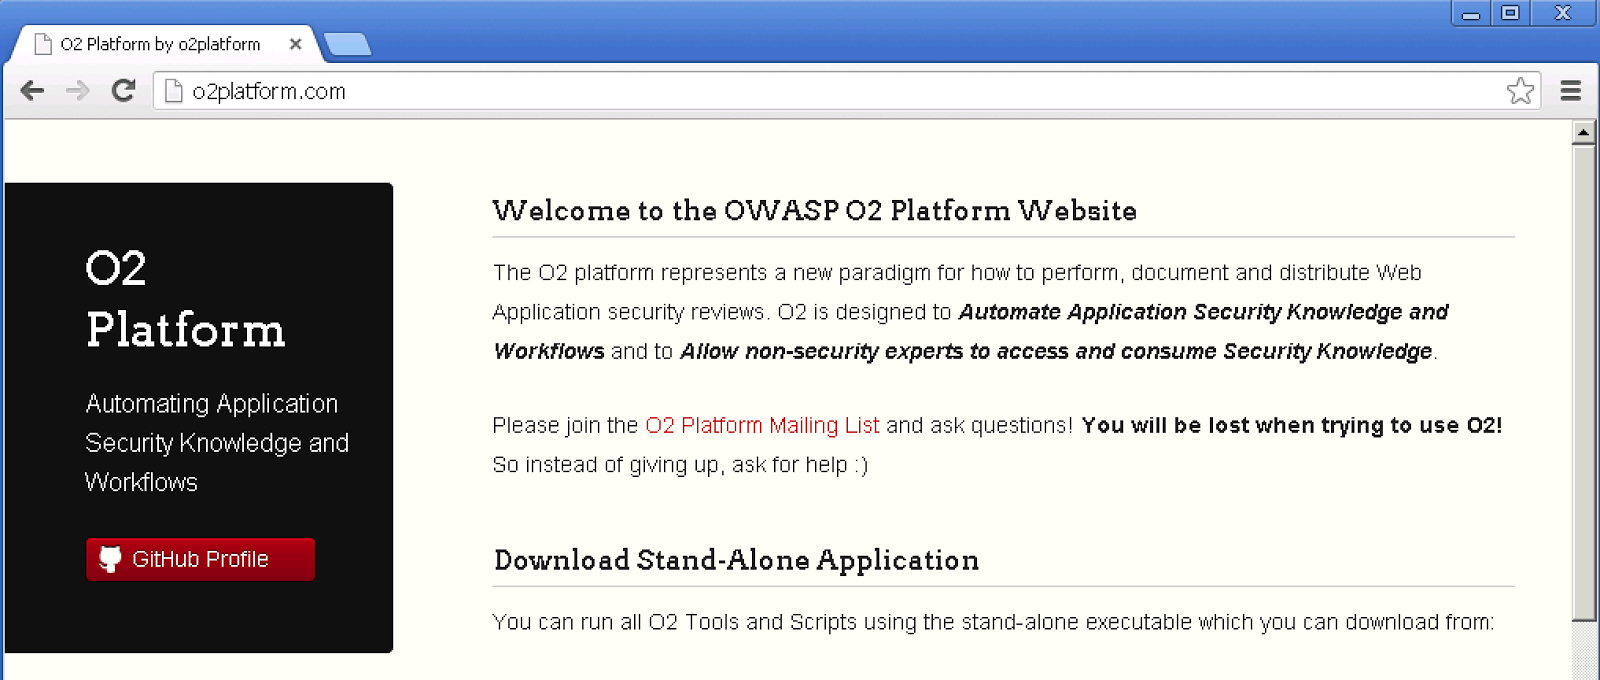 O2 Platform by o2platform
o2platform.com
O2
Platform
Automating Application
Security Knowledge and
Workflows
GitHub Profile
Welcome to the OWASP O2 Platform Website
The O2 platform represents a new paradigm for how to perform, document and distribute Web
Application security reviews. O2 is designed to Automate Application Security Knowledge and
Workflows and to Allow non-security experts to access and consume Security Knowledge.
Please join the O2 Platform Mailing List and ask questions! You will be lost when trying to use O2!
So instead of giving up, ask for help :)
Download Stand-Alone Application
You can run all O2 Tools and Scripts using the stand-alone executable which you can download from: